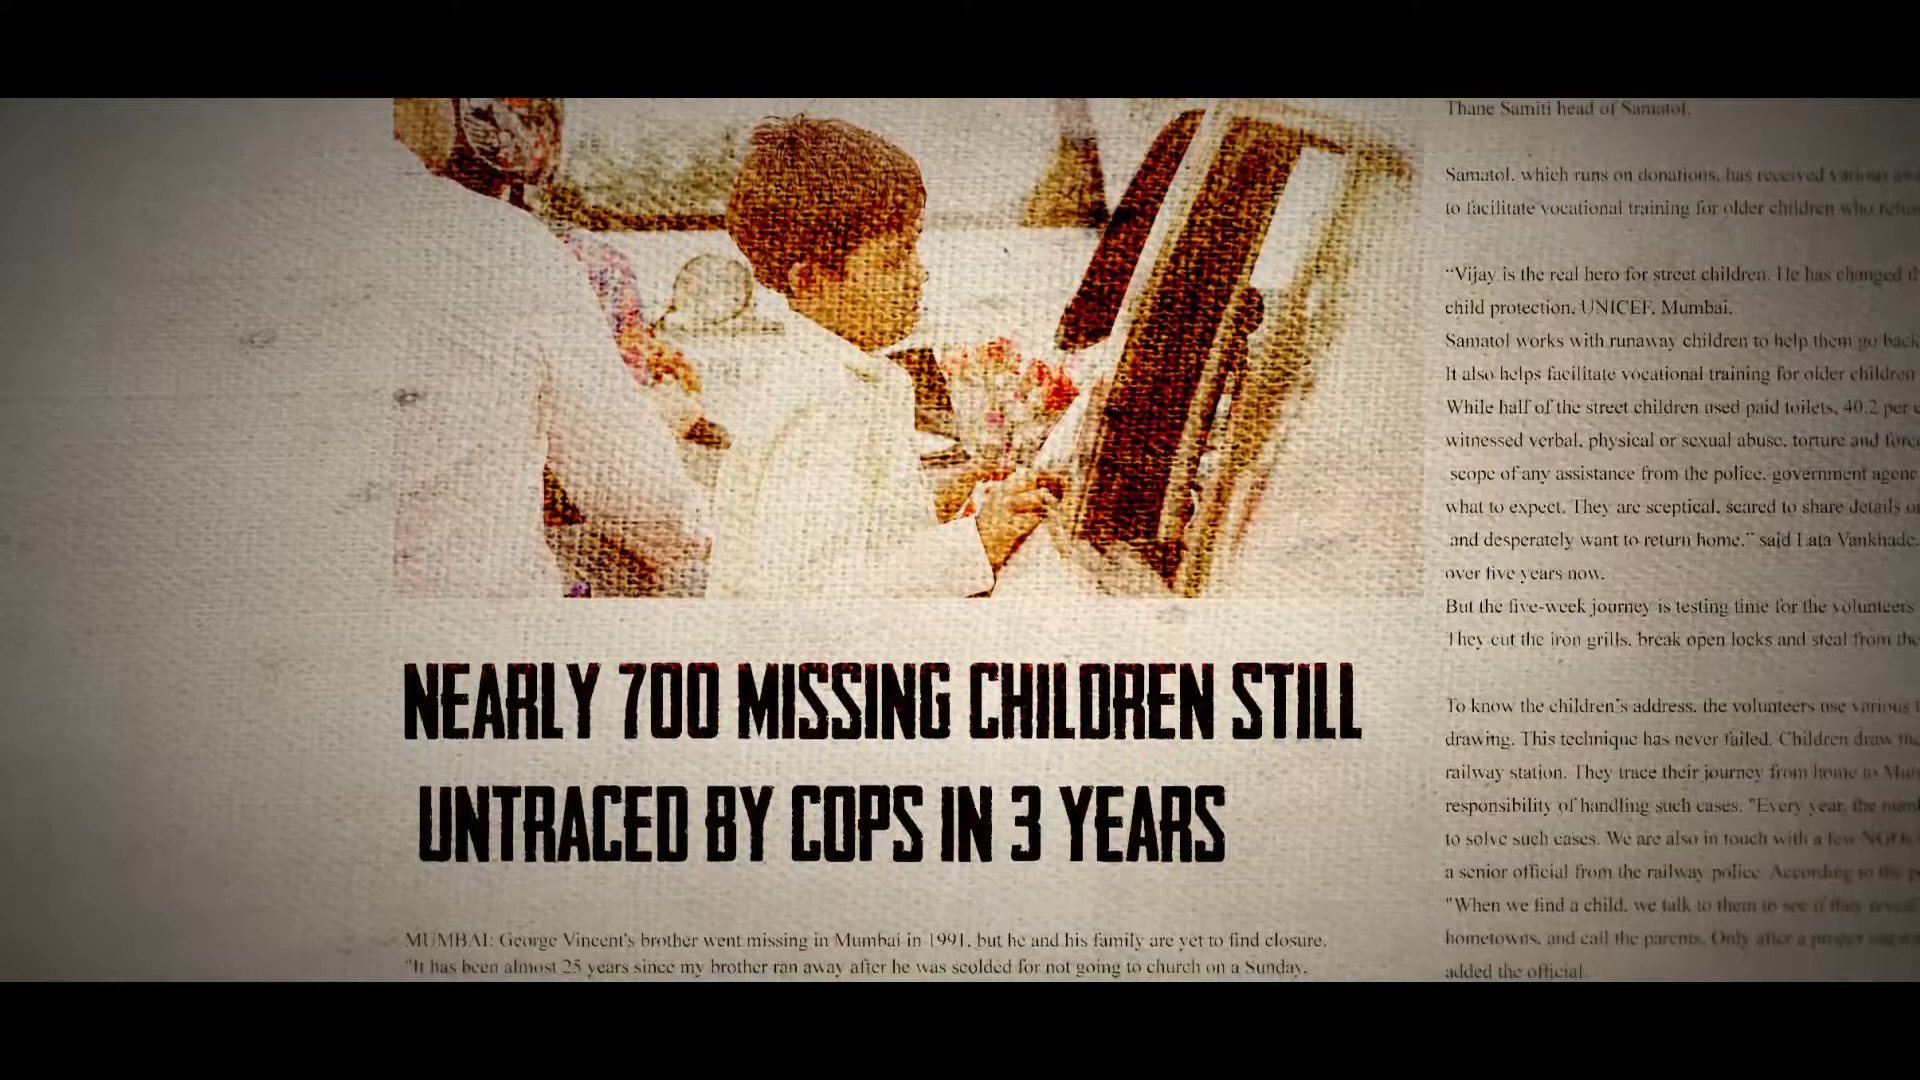 NEARLY 700 MISSING CHILDREN STILL
UNTRACED BY COPS IN 3 YEARS
MUMBAI: George Vincent's brother went missing in Mumbai in 1991, but he and his family are yet to find closure.
"It has been almost 25 years since my brother ran away after he was scolded for not going to church on a Sunday.
Thane Samiti head of Samatol.
Samatol, which runs on donations, has received various
to facilitate vocational training for older children who
"Vijay is the real hero for street children. He has changed
child protection, UNICEF, Mumbai.
Samatol works with runaway children to help them go back
It also helps facilitate vocational training for older children
While half of the street children used paid toilets, 40.2 per
witnessed verbal, physical or sexual abuse, torture and
scope of any assistance from the police, government
what to expect. They are sceptical, scared to share details
and desperately want to return home." said Lata Vankhade,
over five years now.
But the five-week journey is testing time for the volunteers
They cut the iron grills, break open locks and steal from the
To know the children's address, the volunteers use various
drawing. This technique has never failed. Children draw
railway station. They trace their journey from home to
responsibility of handling such cases. "Every year, the
to solve such cases. We are also in touch with a few
a senior official from the railway police. According to the
"When we find a child, we talk to them to see if they
hometowns, and call the parents. Only after a proper
added the official.